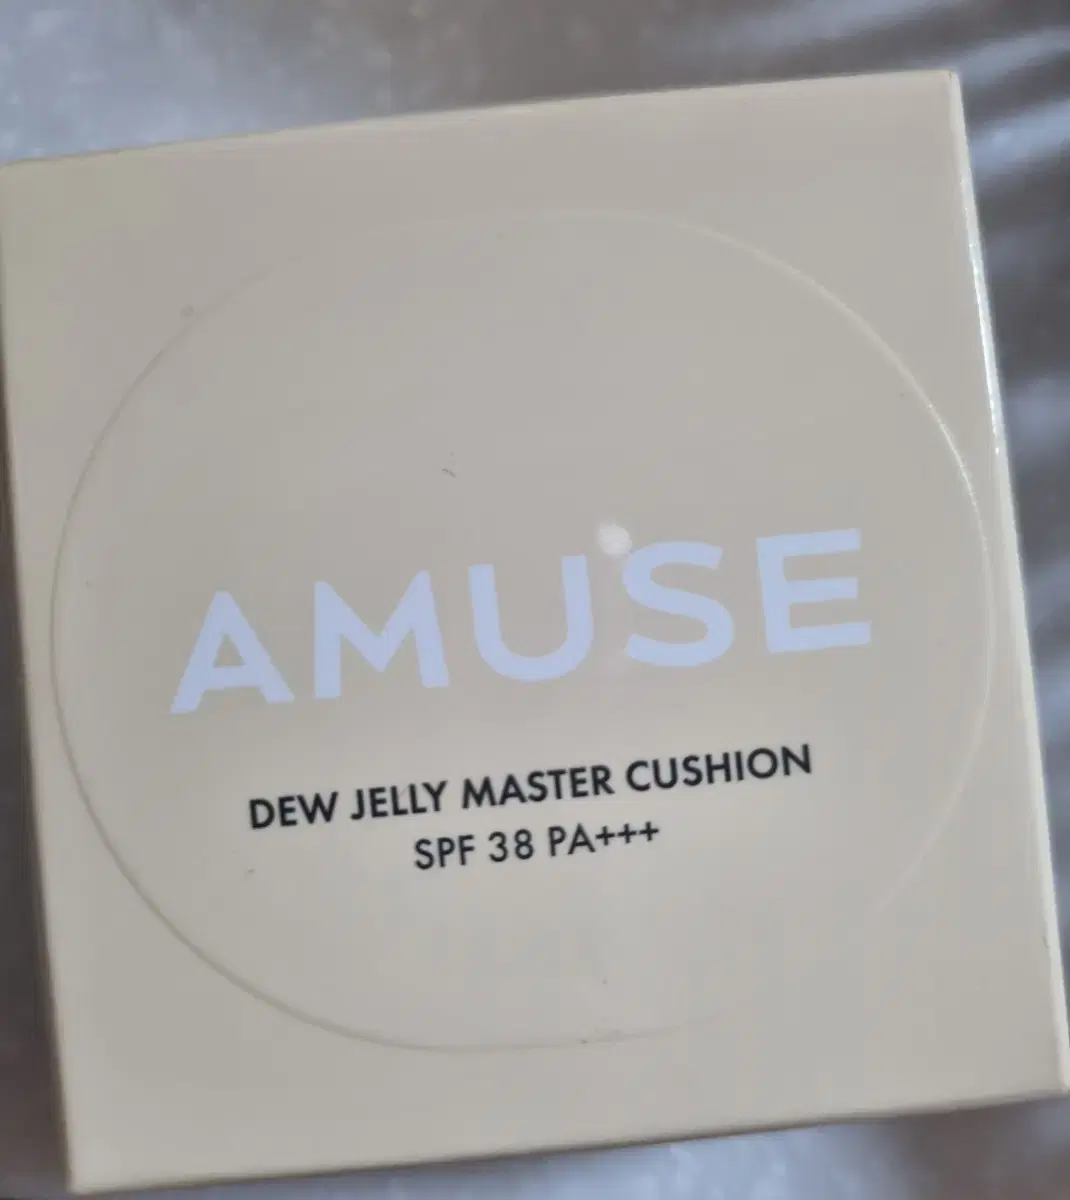 AMUSE
DEW JELLY MASTER CUSHION
SPF 38 PA+++